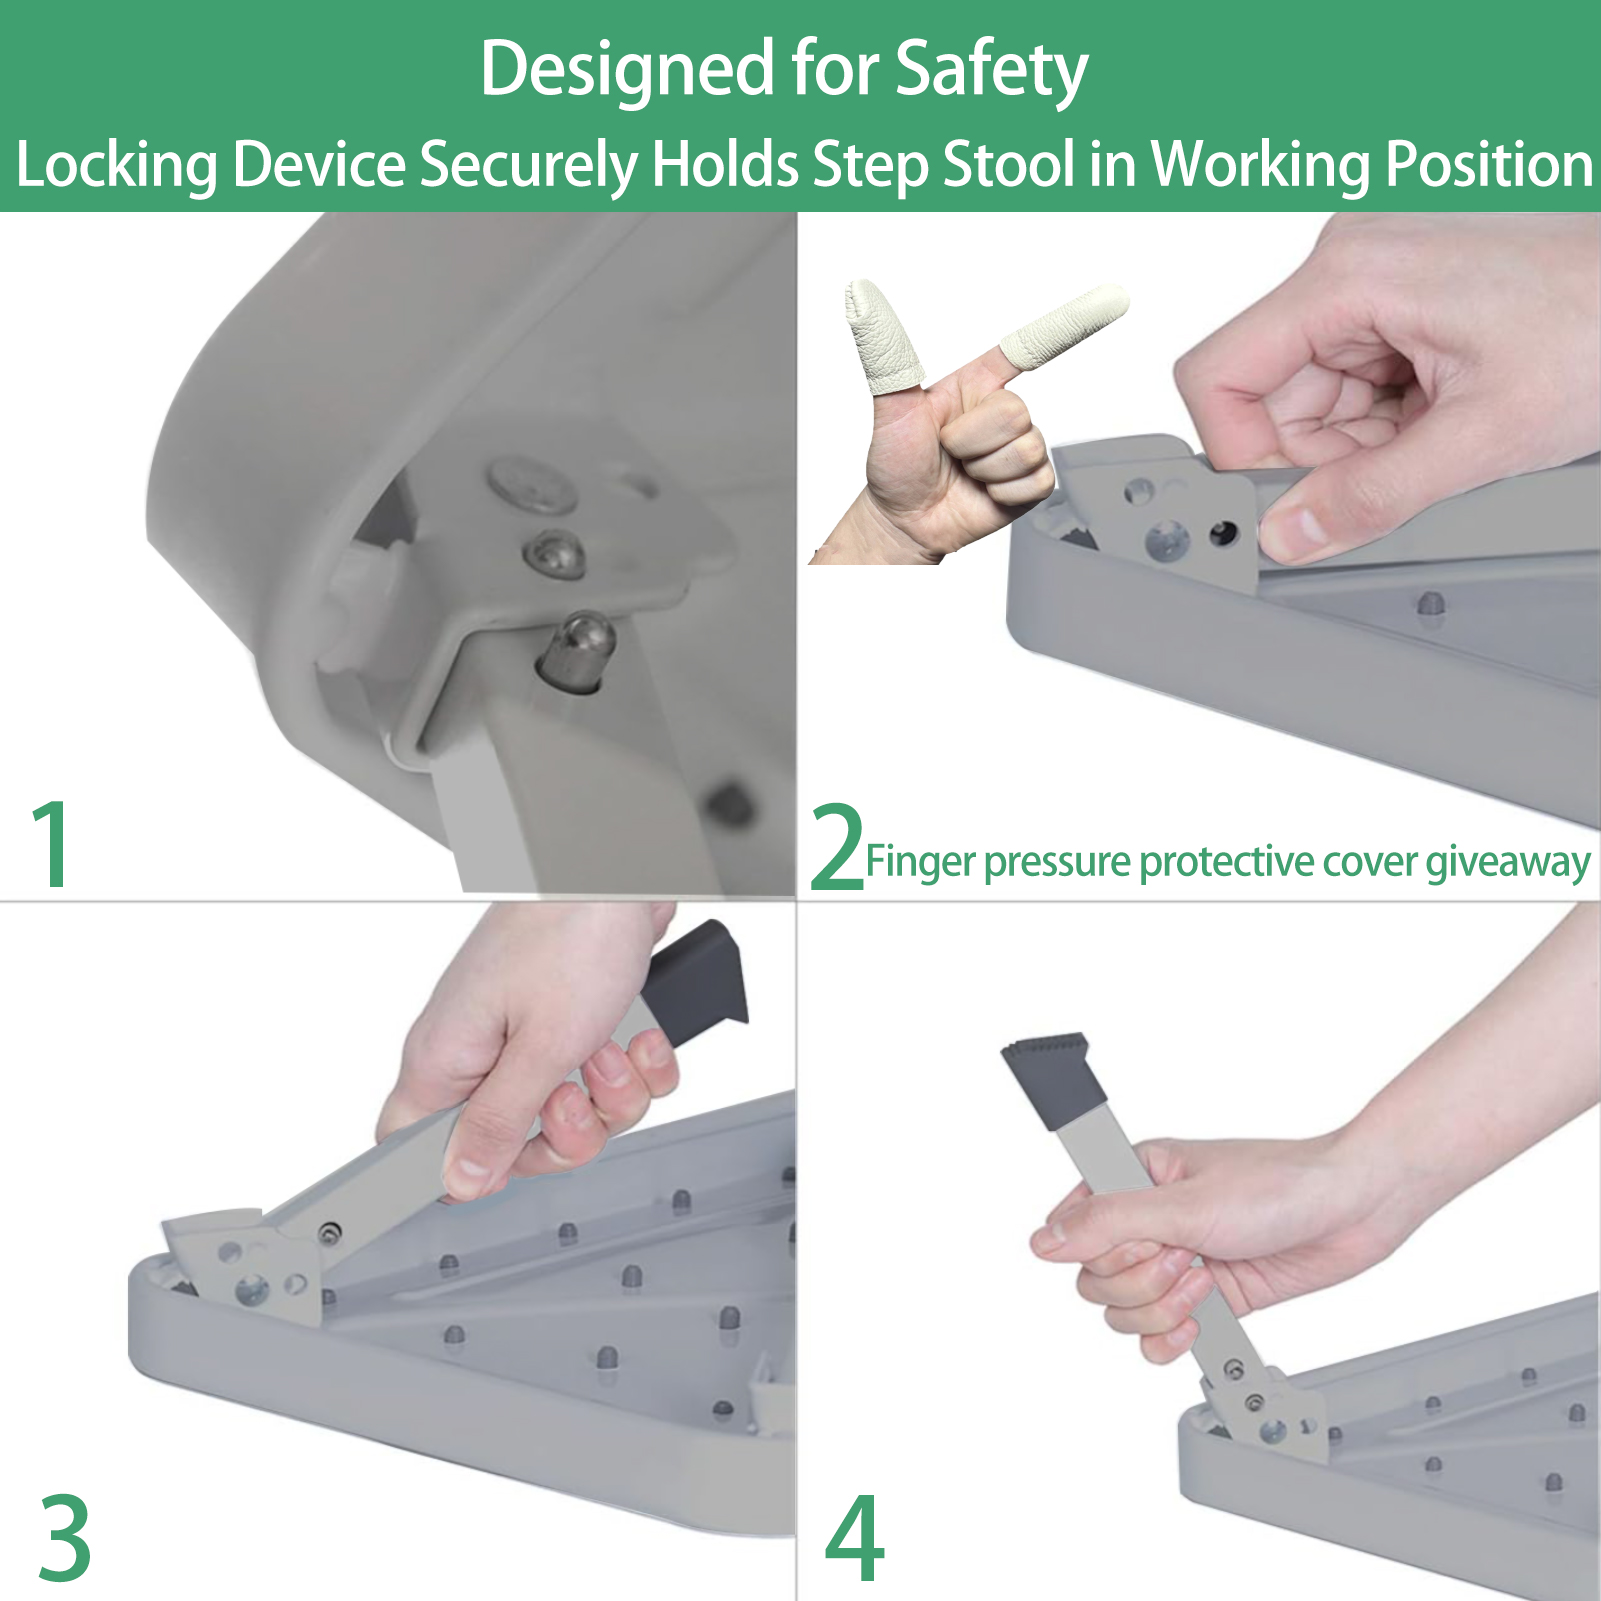 Designed for Safety
Locking Device Securely Holds Step Stool in Working Position
1
2
Finger pressure protective cover giveaway
3
4